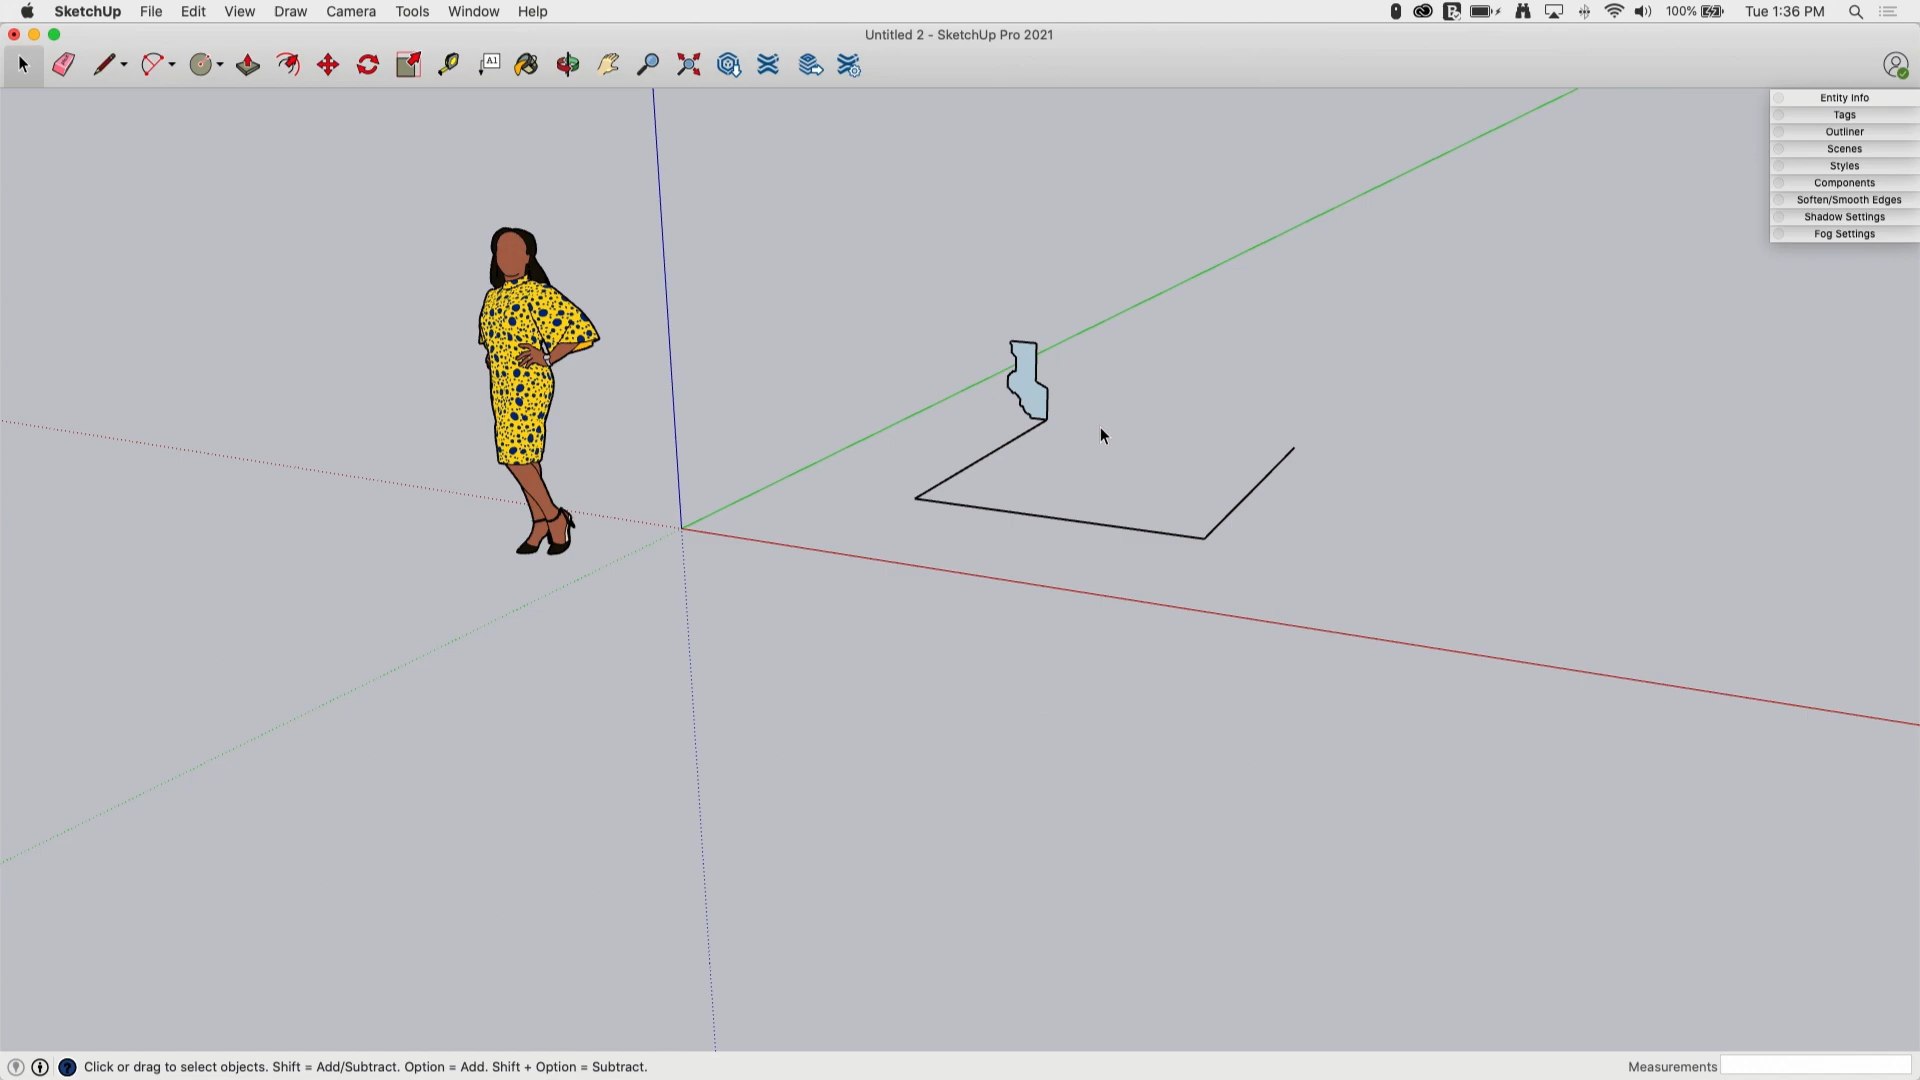 SketchUp File Edit View Draw Camera Tools Window Help 100% Tue 1:36 PM
Untitled 2 - SketchUp Pro 2021
A1
Entity Info
Tags
Outliner
Scenes
Styles
Components
Soften/Smooth Edges
Shadow Settings
Fog Settings
Click or drag to select objects. Shift = Add/Subtract. Option = Add. Shift + Option = Subtract. Measurements